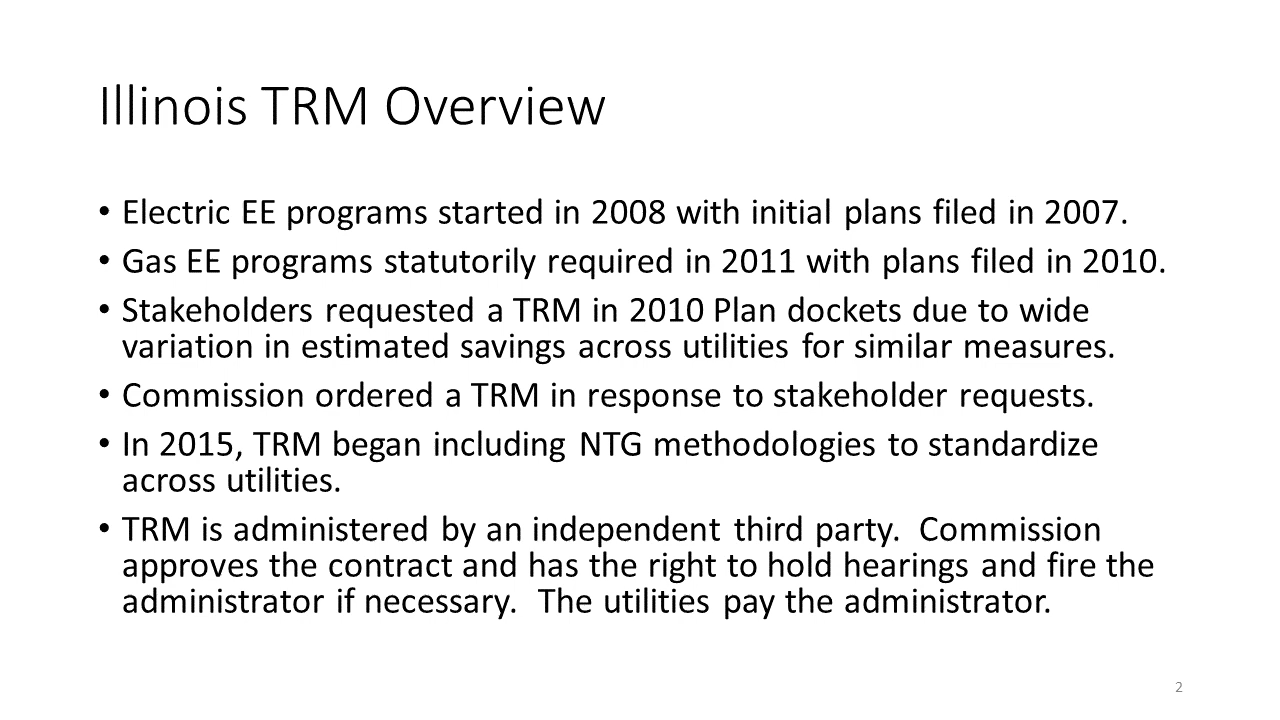 Illinois TRM Overview
• Electric EE programs started in 2008 with initial plans filed in 2007.
• Gas EE programs statutorily required in 2011 with plans filed in 2010.
• Stakeholders requested a TRM in 2010 Plan dockets due to wide
variation in estimated savings across utilities for similar measures.
• Commission ordered a TRM in response to stakeholder requests.
• In 2015, TRM began including NTG methodologies to standardize
across utilities.
• TRM is administered by an independent third party.  Commission
approves the contract and has the right to hold hearings and fire the
administrator if necessary.  The utilities pay the administrator.
2